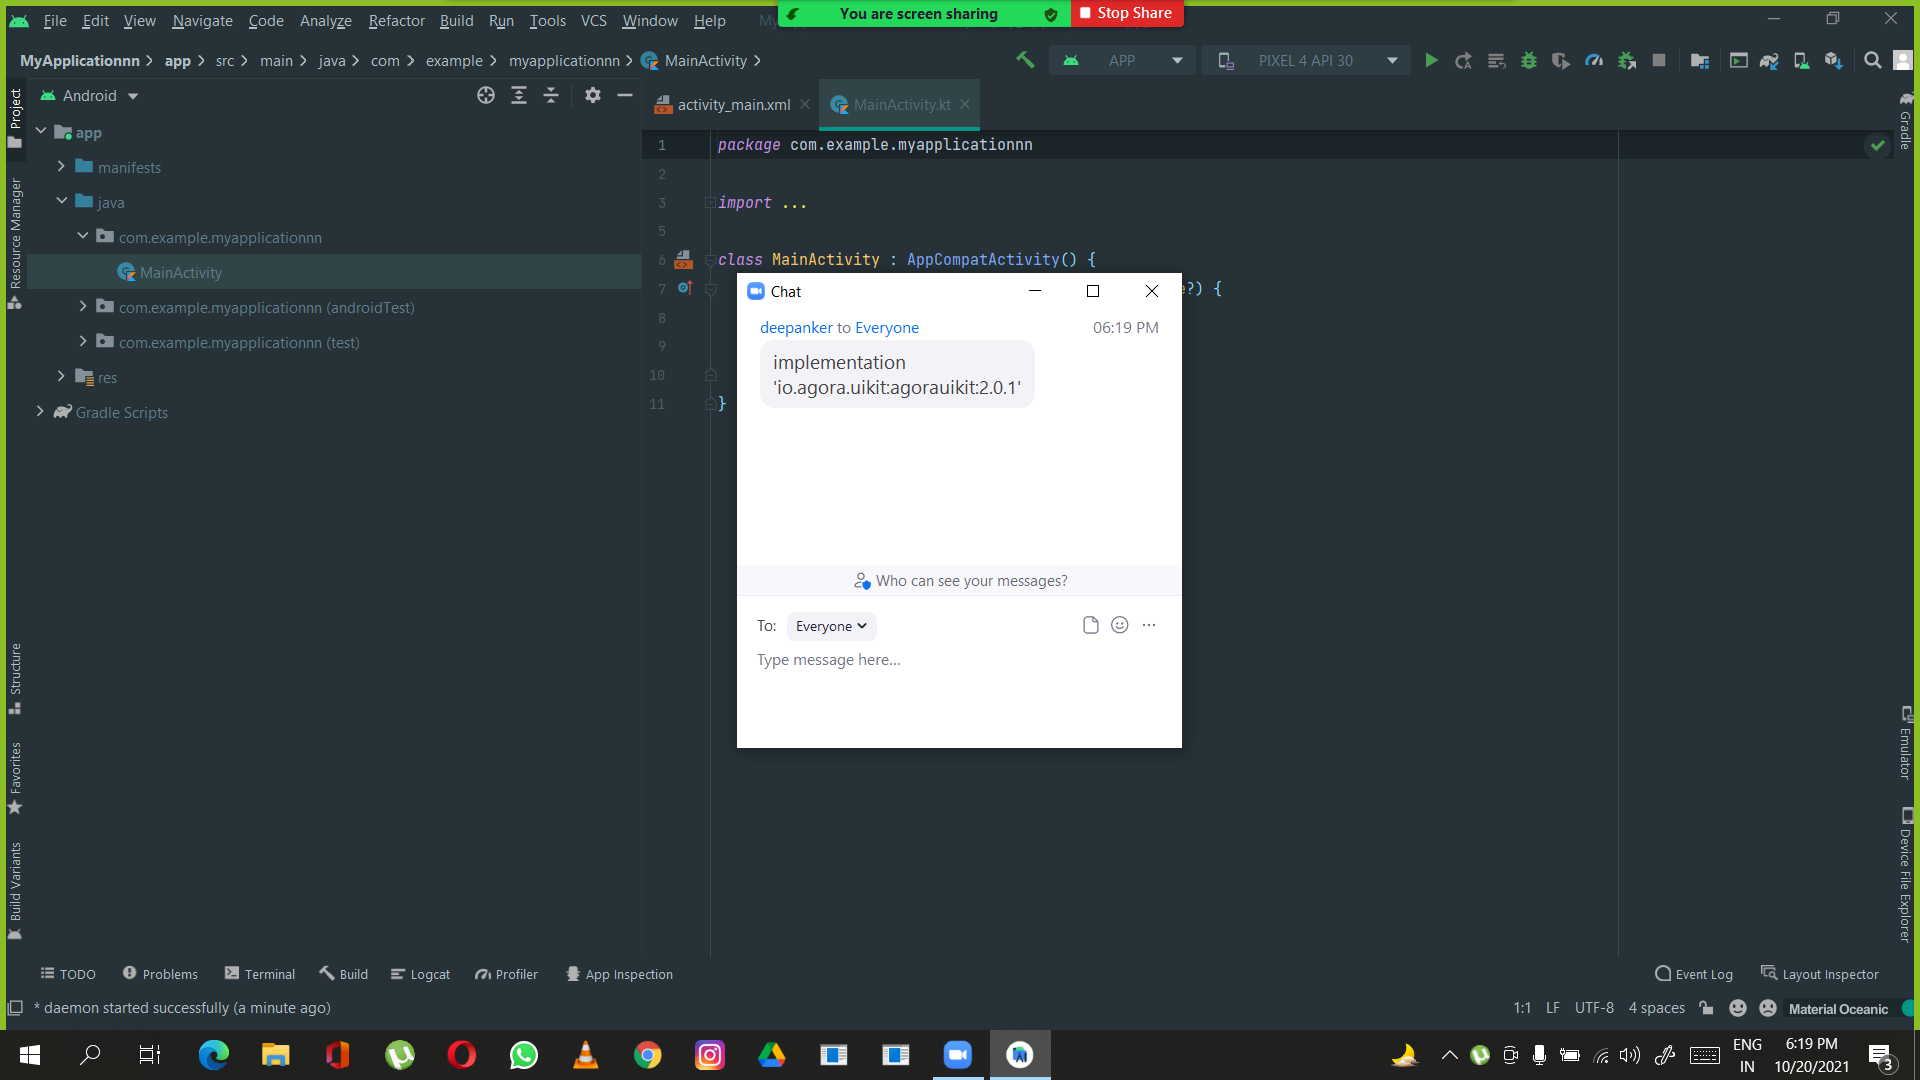 File Edit View Navigate Code Analyze Refactor Build Run Tools VCS Window Help
You are screen sharing
Stop Share
MyApplicationnn app src main java com example myapplicationnn MainActivity
APP
PIXEL 4 API 30
Android
activity_main.xml
MainActivity.kt
Project
Resource Manager
Structure
Favorites
Build Variants
app
manifests
java
com.example.myapplicationnn
MainActivity
com.example.myapplicationnn (androidTest)
com.example.myapplicationnn (test)
res
Gradle Scripts
1 package com.example.myapplicationnn
2
3 import ...
5
6 class MainActivity : AppCompatActivity() {
7 ?) {
8
9
10
11 }
Chat
deepanker to Everyone 06:19 PM
implementation
'io.agora.uikit:agorauikit:2.0.1'
Who can see your messages?
To: Everyone
Type message here...
Gradle
Emulator
Device File Explorer
TODO Problems Terminal Build Logcat Profiler App Inspection
Event Log Layout Inspector
* daemon started successfully (a minute ago)
1:1 LF UTF-8 4 spaces Material Oceanic
ENG
IN
6:19 PM
10/20/2021
3